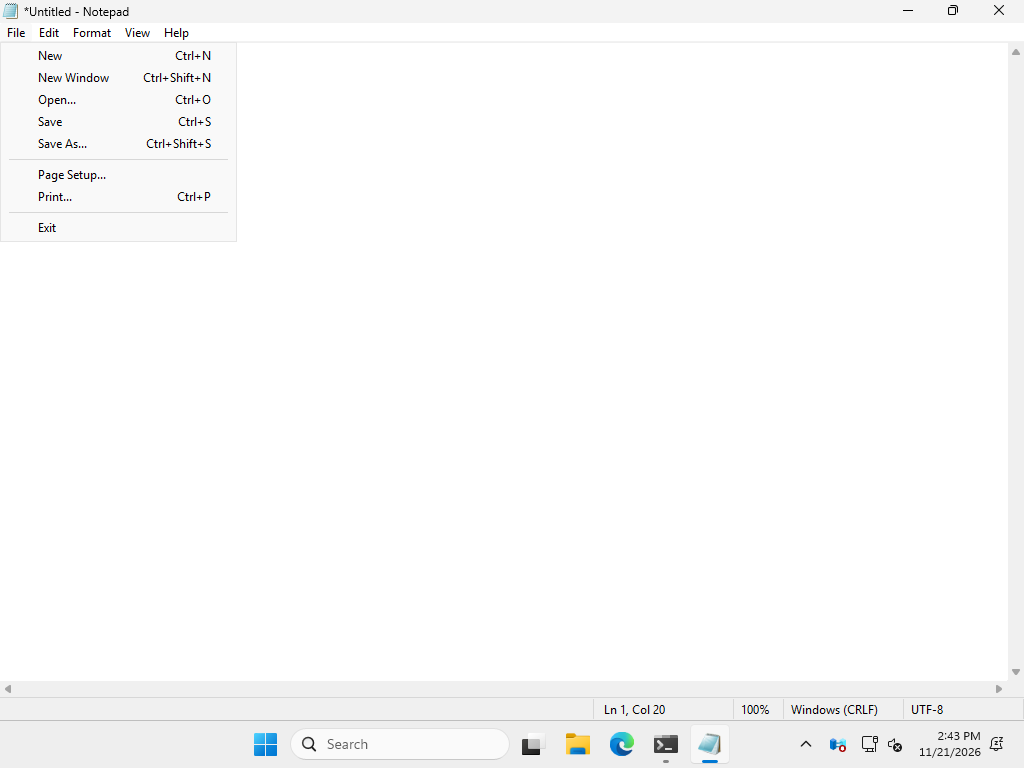 *Untitled - Notepad
File Edit Format View Help
New Ctrl+N
New Window Ctrl+Shift+N
Open... Ctrl+O
Save Ctrl+S
Save As... Ctrl+Shift+S
Page Setup...
Print... Ctrl+P
Exit
Ln 1, Col 20 100% Windows (CRLF) UTF-8
Search
2:43 PM
11/21/2026